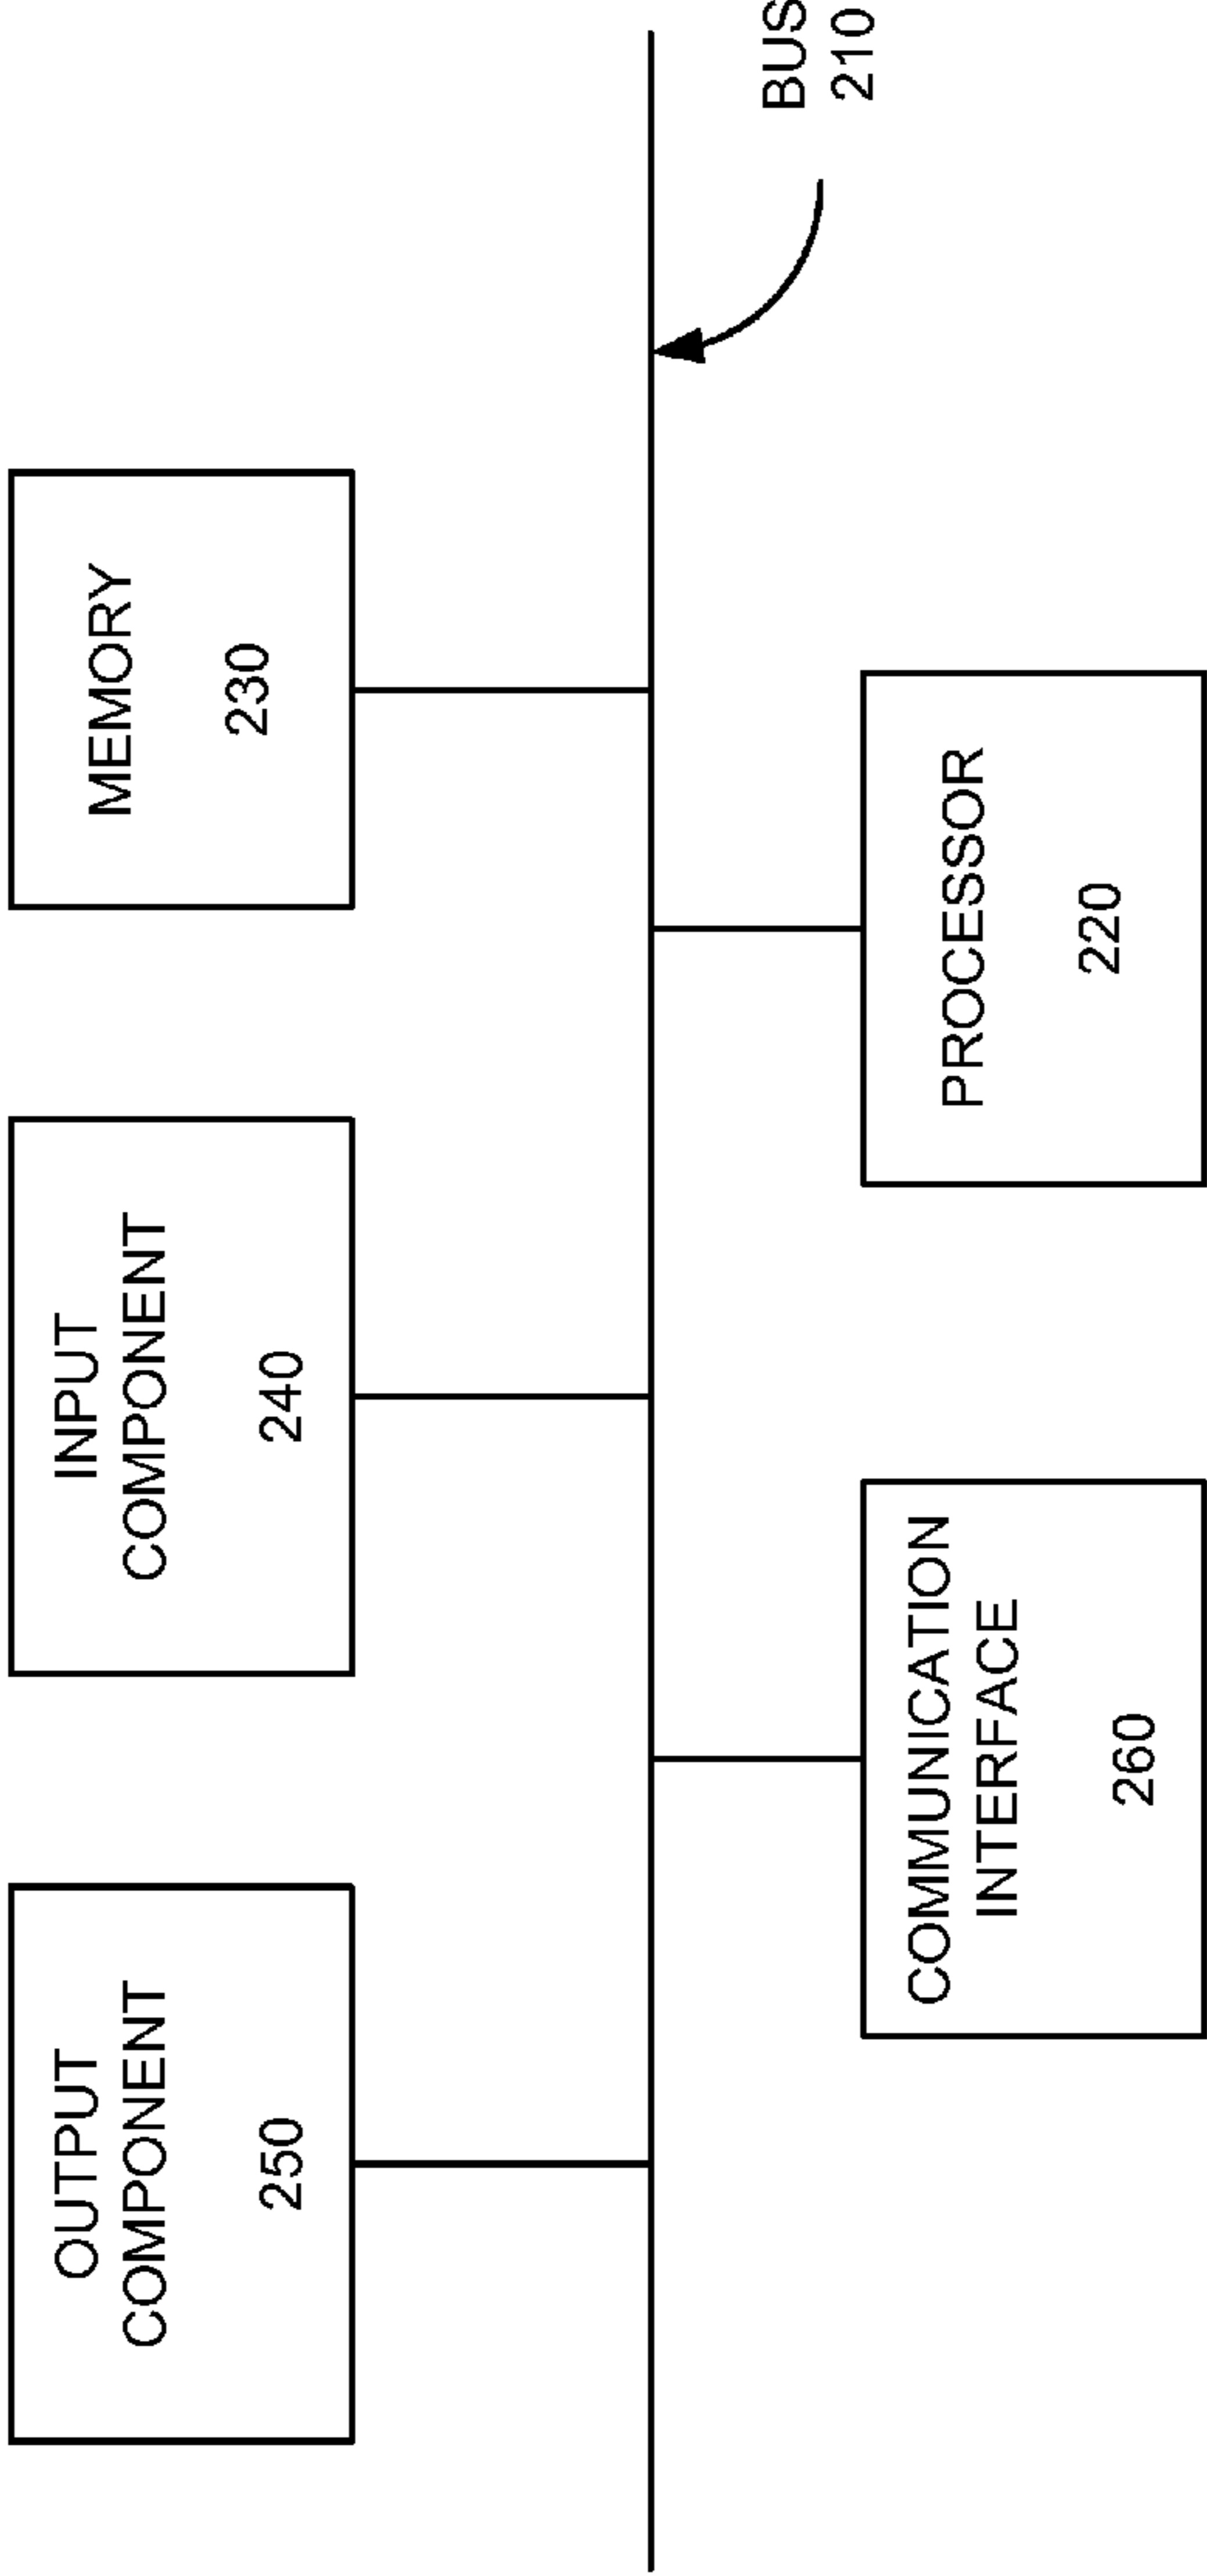 OUTPUT
COMPONENT
250
INPUT
COMPONENT
240
MEMORY
230
COMMUNICATION
INTERFACE
260
PROCESSOR
220
BUS
210